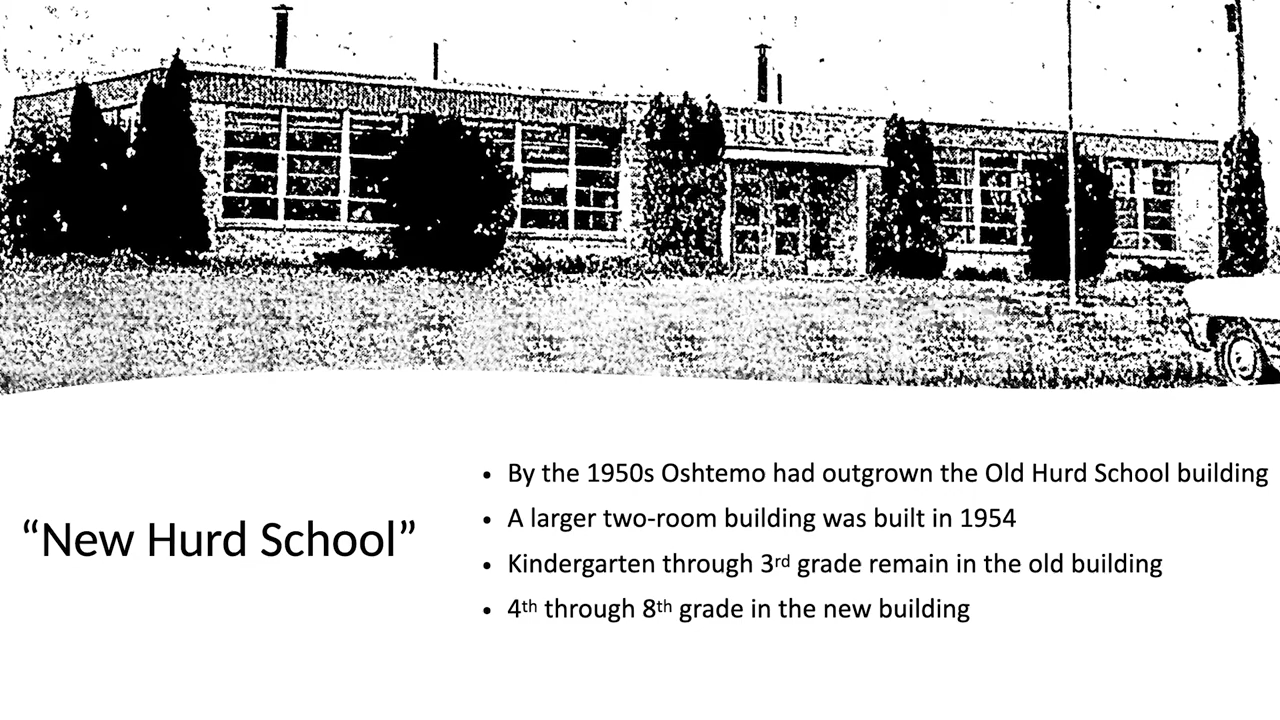 HURD
“New Hurd School”
• By the 1950s Oshtemo had outgrown the Old Hurd School building
• A larger two-room building was built in 1954
• Kindergarten through 3rd grade remain in the old building
• 4th through 8th grade in the new building